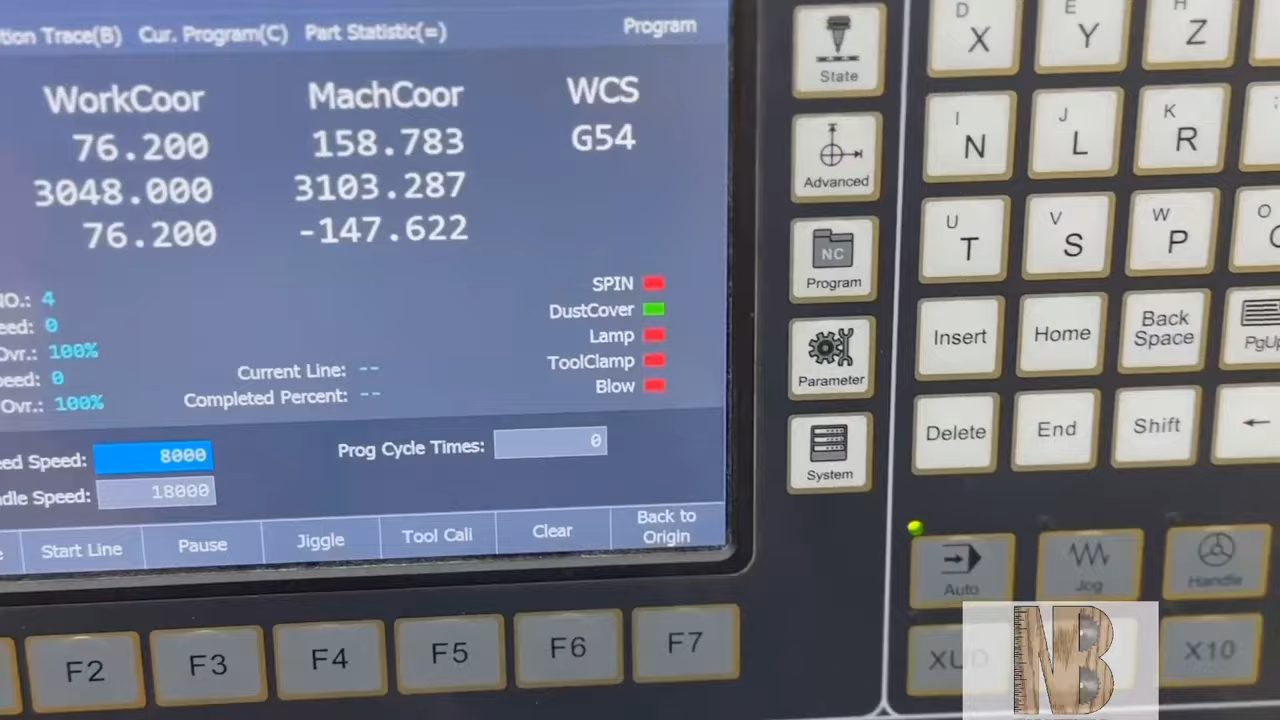 tion Trace(B) Cur. Program(C) Part Statistic(=) Program
WorkCoor MachCoor WCS
76.200 158.783 G54
3048.000 3103.287
76.200 -147.622
NO.: 4
eed: 0
Ovr.: 100%
peed: 0
Ovr.: 100%
Current Line: --
Completed Percent: --
SPIN
DustCover
Lamp
ToolClamp
Blow
eed Speed: 8000
ndle Speed: 18000
Prog Cycle Times: 0
Start Line
Pause
Jiggle
Tool Call
Clear
Back to
Origin
F2 F3 F4 F5 F6 F7
State
Advanced
NC
Program
Parameter
System
D X
E Y
H Z
I N
J L
K R
U T
V S
W P
O
Insert
Home
Back
Space
PgUp
Delete
End
Shift
←
Auto
Jog
Handle
X10
NB